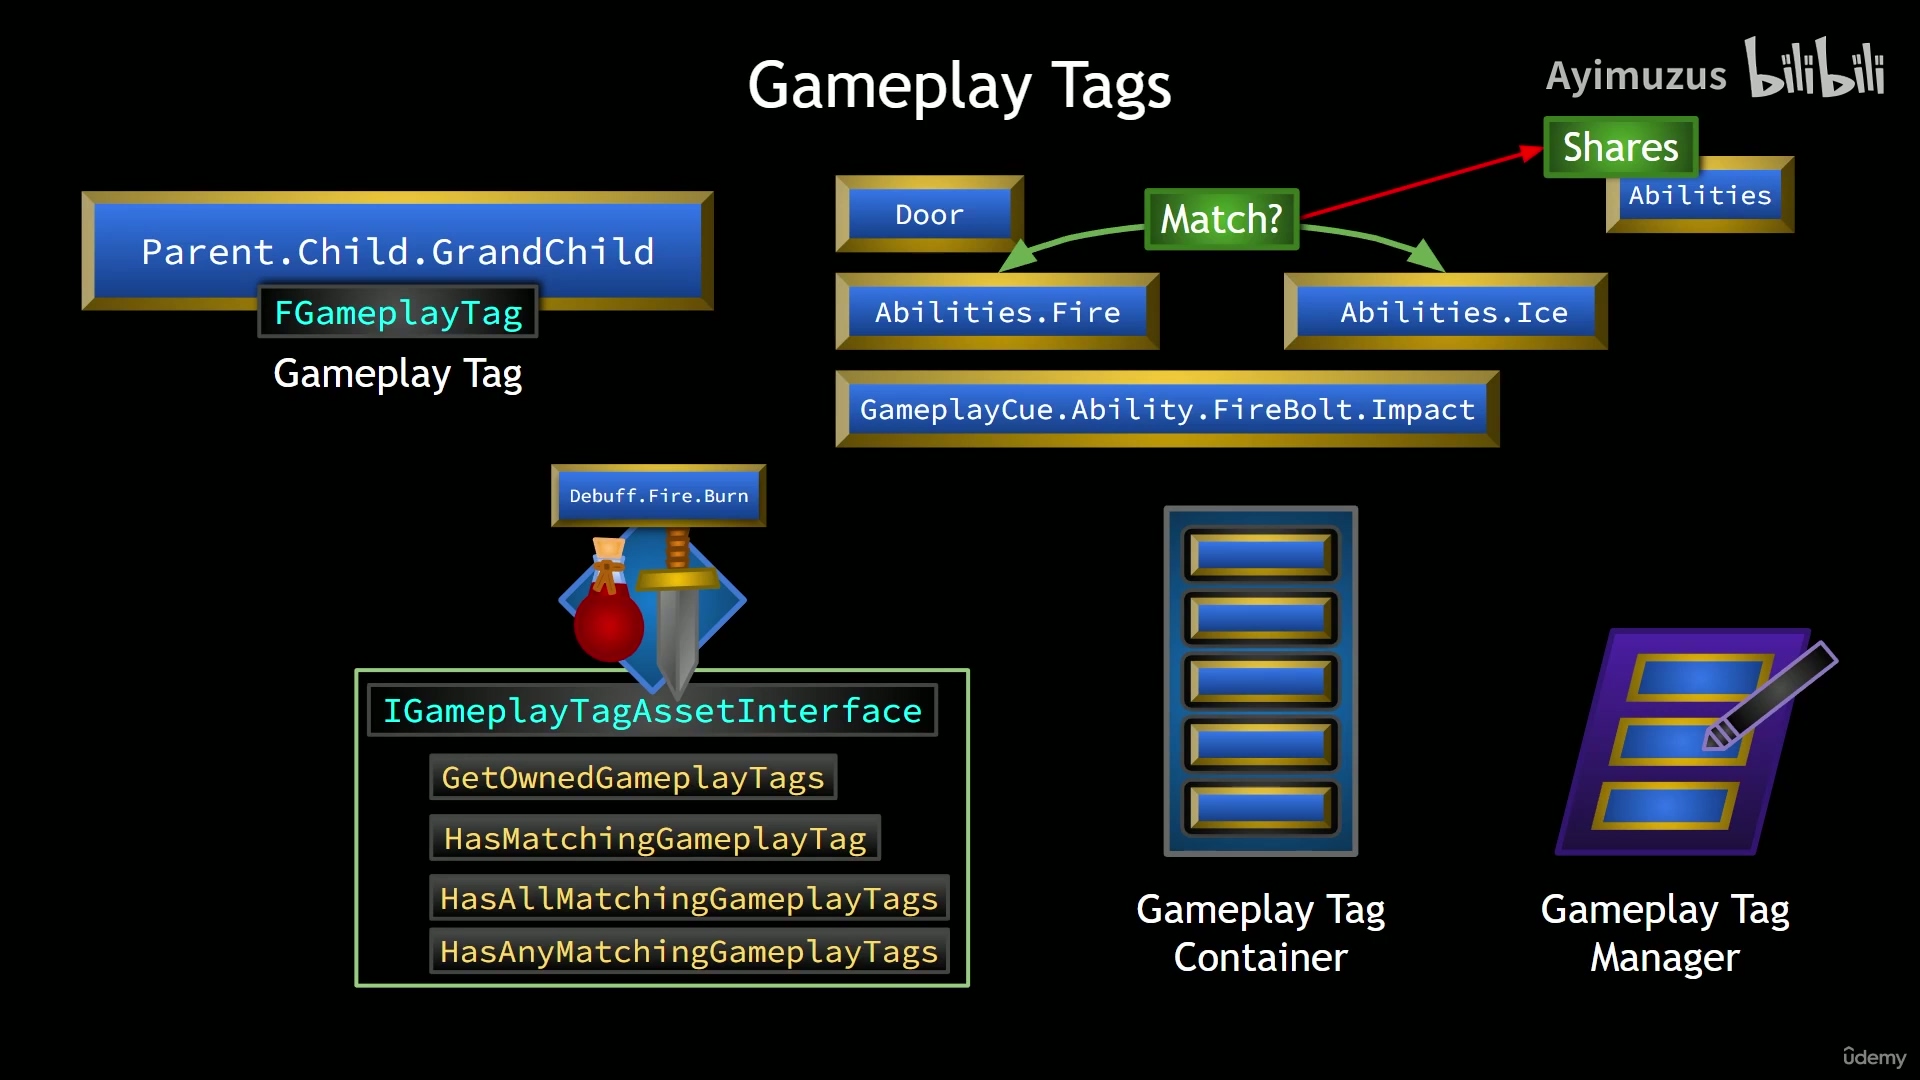 Gameplay Tags
Ayimuzus bilibili
Parent.Child.GrandChild
FGameplayTag
Gameplay Tag
Door
Match?
Shares
Abilities
Abilities.Fire
Abilities.Ice
GameplayCue.Ability.FireBolt.Impact
Debuff.Fire.Burn
IGameplayTagAssetInterface
GetOwnedGameplayTags
HasMatchingGameplayTag
HasAllMatchingGameplayTags
HasAnyMatchingGameplayTags
Gameplay Tag
Container
Gameplay Tag
Manager
ûdemy